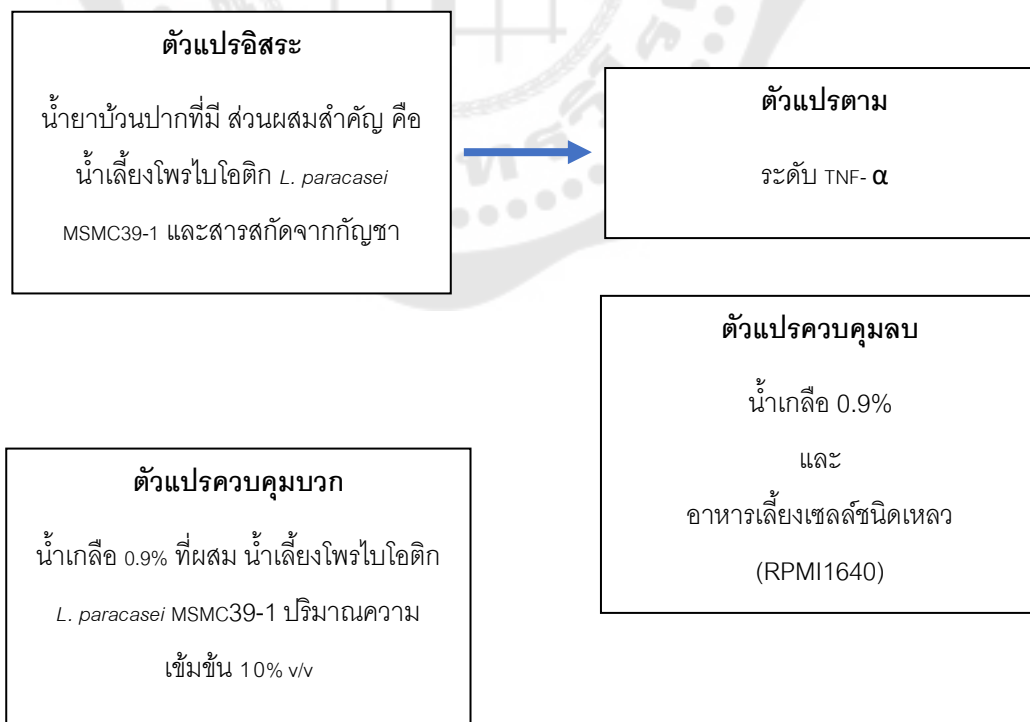 ตัวแปรอิสระ
น้ำยาบ้วนปากที่มี ส่วนผสมสำคัญ คือ
น้ำเลี้ยงโพรไบโอติก L. paracasei
MSMC39-1 และสารสกัดจากกัญชา
ตัวแปรตาม
ระดับ TNF- α
ตัวแปรควบคุมลบ
น้ำเกลือ 0.9%
และ
อาหารเลี้ยงเซลล์ชนิดเหลว
(RPMI1640)
ตัวแปรควบคุมบวก
น้ำเกลือ 0.9% ที่ผสม น้ำเลี้ยงโพรไบโอติก
L. paracasei MSMC39-1 ปริมาณความ
เข้มข้น 10% v/v